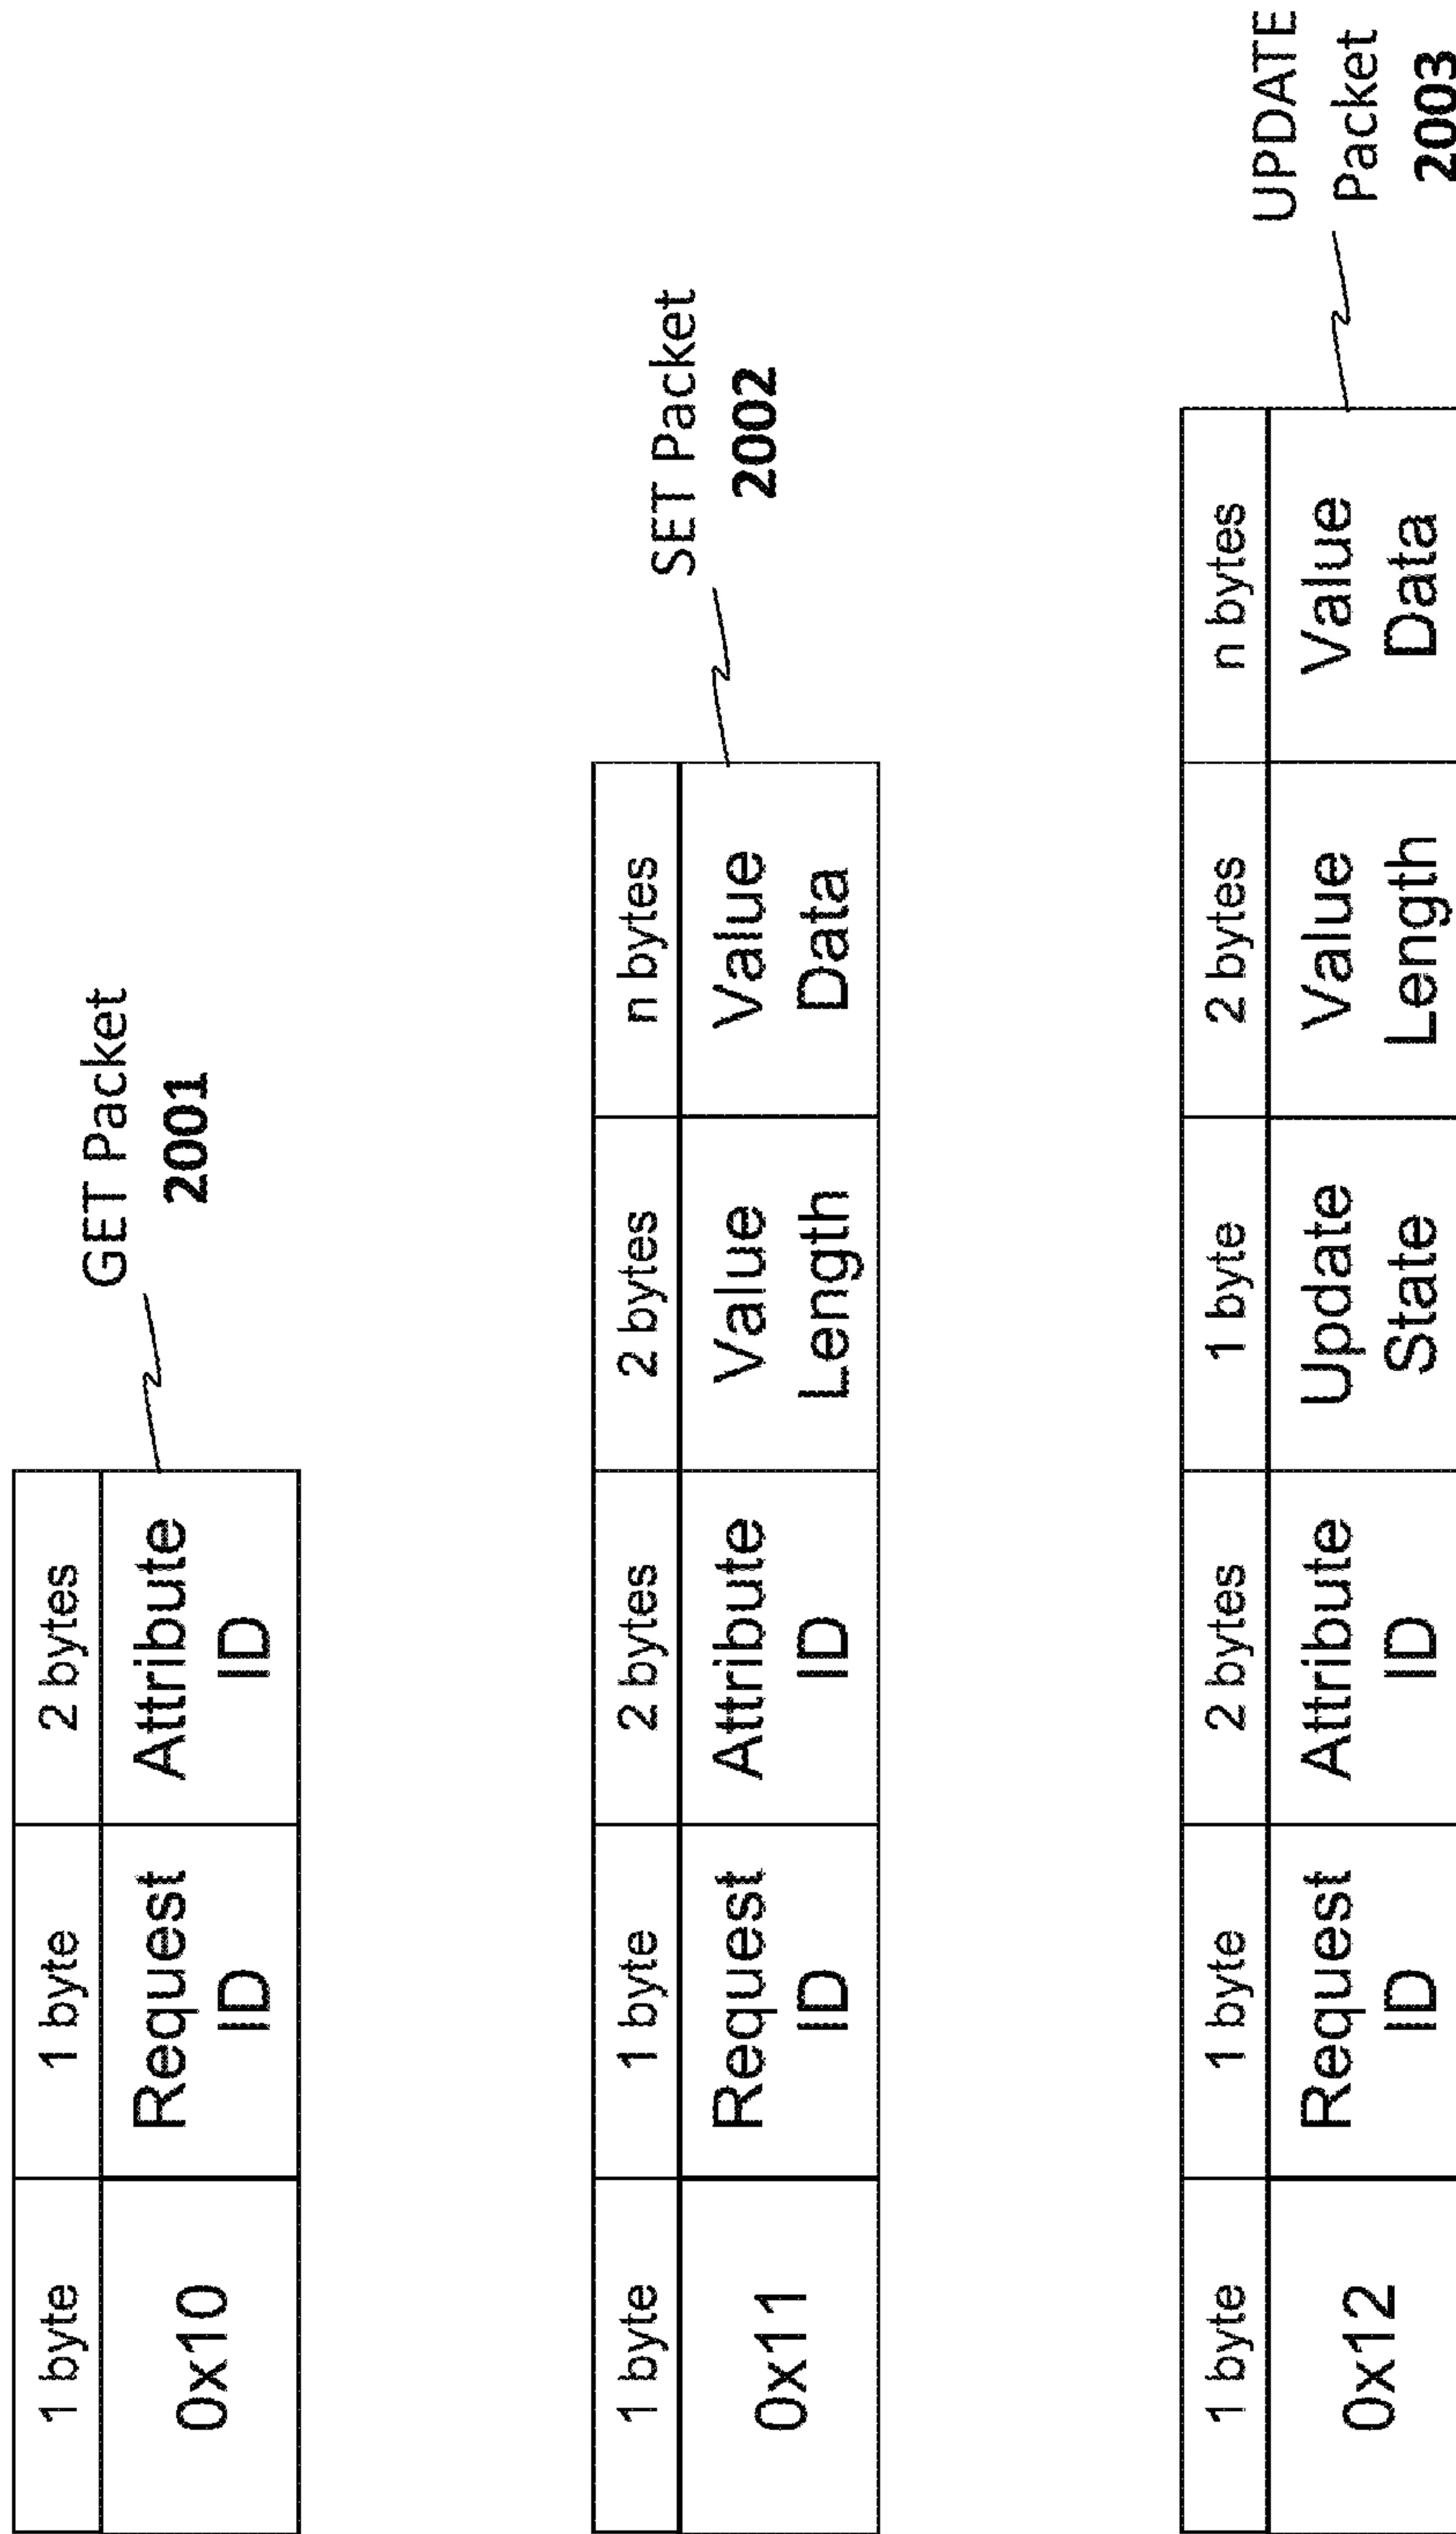 GET Packet
2001
1 byte 1 byte 2 bytes
0x10 Request ID Attribute ID
SET Packet
2002
1 byte 1 byte 2 bytes 2 bytes n bytes
0x11 Request ID Attribute ID Value Length Value Data
UPDATE
Packet
2003
1 byte 1 byte 2 bytes 1 byte 2 bytes n bytes
0x12 Request ID Attribute ID Update State Value Length Value Data